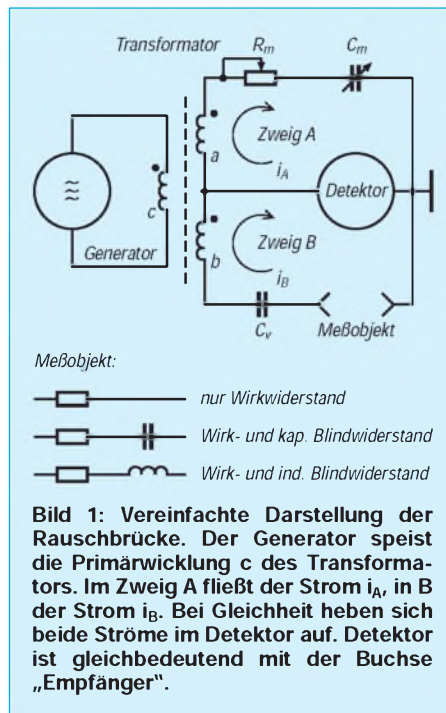 Transformator
Rm
Cm
Zweig A
a
iA
Detektor
c
Generator
Zweig B
b
iB
Cv
Meßobjekt
Meßobjekt:
nur Wirkwiderstand
Wirk- und kap. Blindwiderstand
Wirk- und ind. Blindwiderstand
Bild 1: Vereinfachte Darstellung der
Rauschbrücke. Der Generator speist
die Primärwicklung c des Transforma-
tors. Im Zweig A fließt der Strom iA, in B
der Strom iB. Bei Gleichheit heben sich
beide Ströme im Detektor auf. Detektor
ist gleichbedeutend mit der Buchse
„Empfänger“.